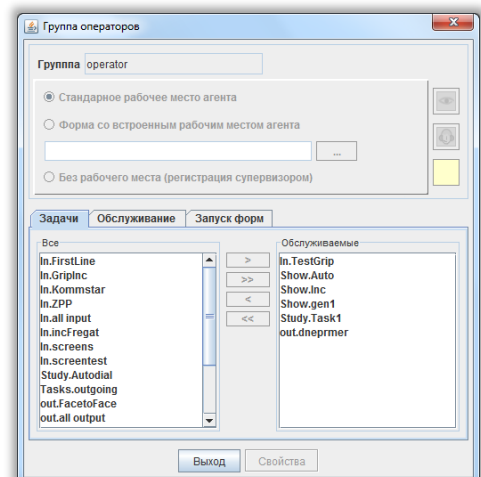 Группа операторов
Групппа operator
Стандарное рабочее место агента
Форма со встроенным рабочим местом агента
...
Без рабочего места (регистрация супервизором)
Задачи Обслуживание Запуск форм
Все
In.FirstLine
In.GripInc
In.Kommstar
In.ZPP
In.all input
In.incFregat
In.screens
In.screentest
Study.Autodial
Tasks.outgoing
out.FacetoFace
out.all output
>
>>
<
<<
Обслуживаемые
In.TestGrip
Show.Auto
Show.Inc
Show.gen1
Study.Task1
out.dneprmer
Выход Свойства